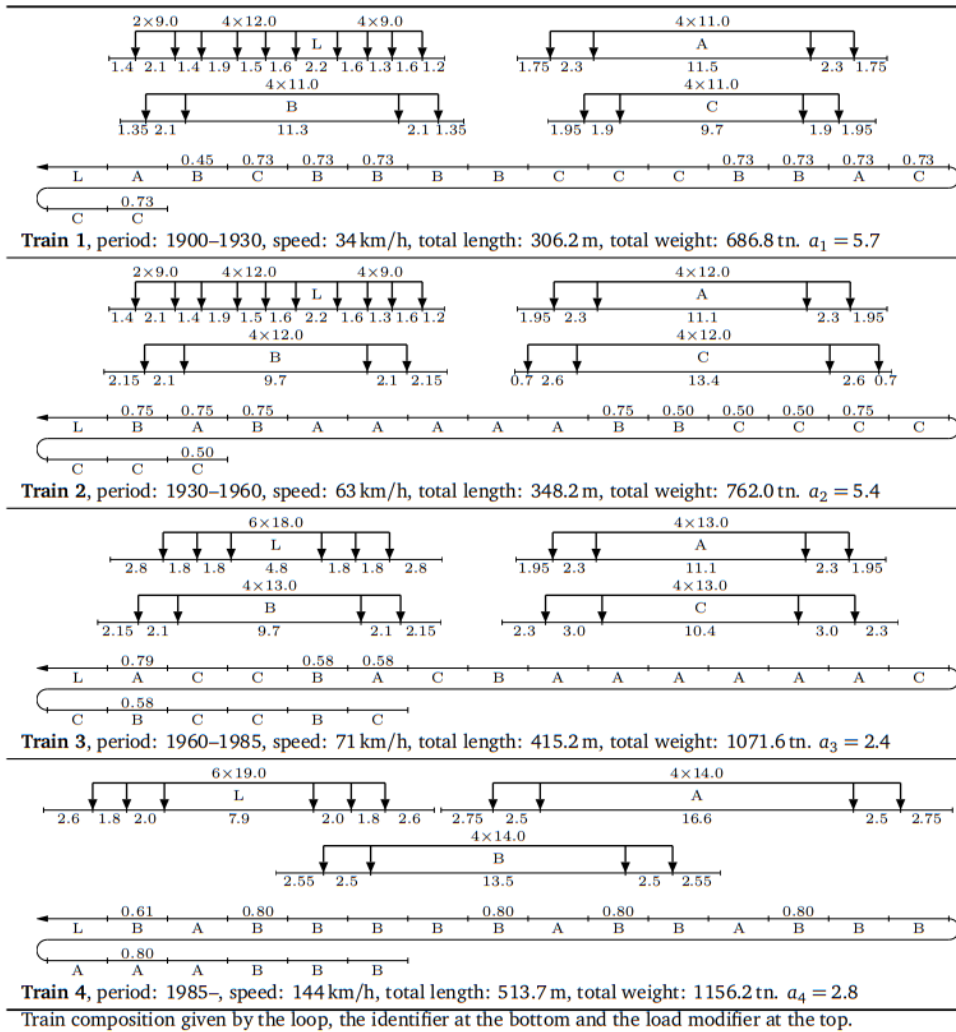 2×9.0 4×12.0 4×9.0 4×11.0
L A
1.4 2.1 1.4 1.9 1.5 1.6 2.2 1.6 1.3 1.6 1.2 1.75 2.3 11.5 2.3 1.75
4×11.0 4×11.0
B C
1.35 2.1 11.3 2.1 1.35 1.95 1.9 9.7 1.9 1.95
0.45 0.73 0.73 0.73 0.73 0.73 0.73 0.73
L A B C B B B B C C C B B A C
0.73
C C
Train 1, period: 1900–1930, speed: 34 km/h, total length: 306.2 m, total weight: 686.8 tn. a₁ = 5.7
2×9.0 4×12.0 4×9.0 4×12.0
L A
1.4 2.1 1.4 1.9 1.5 1.6 2.2 1.6 1.3 1.6 1.2 1.95 2.3 11.1 2.3 1.95
4×12.0 4×12.0
B C
2.15 2.1 9.7 2.1 2.15 0.7 2.6 13.4 2.6 0.7
0.75 0.75 0.75 0.75 0.50 0.50 0.50 0.75
L B A B A A A A A B B C C C C
0.50
C C C
Train 2, period: 1930–1960, speed: 63 km/h, total length: 348.2 m, total weight: 762.0 tn. a₂ = 5.4
6×18.0 4×13.0
L A
2.8 1.8 1.8 4.8 1.8 1.8 2.8 1.95 2.3 11.1 2.3 1.95
4×13.0 4×13.0
B C
2.15 2.1 9.7 2.1 2.15 2.3 3.0 10.4 3.0 2.3
0.79 0.58 0.58
L A C C B A C B A A A A A A C
0.58
C B C C B C
Train 3, period: 1960–1985, speed: 71 km/h, total length: 415.2 m, total weight: 1071.6 tn. a₃ = 2.4
6×19.0 4×14.0
L A
2.6 1.8 2.0 7.9 2.0 1.8 2.6 2.75 2.5 16.6 2.5 2.75
4×14.0
B
2.55 2.5 13.5 2.5 2.55
0.61 0.80 0.80 0.80 0.80
L B A B B B B B A B B A B B B
0.80
A A A B B B
Train 4, period: 1985–, speed: 144 km/h, total length: 513.7 m, total weight: 1156.2 tn. a₄ = 2.8
Train composition given by the loop, the identifier at the bottom and the load modifier at the top.